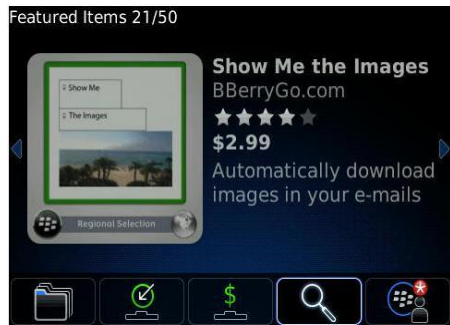 Featured Items 21/50
Show Me the Images
BBerryGo.com
$2.99
Automatically download
images in your e-mails
Show Me
The Images
Regional Selection
$